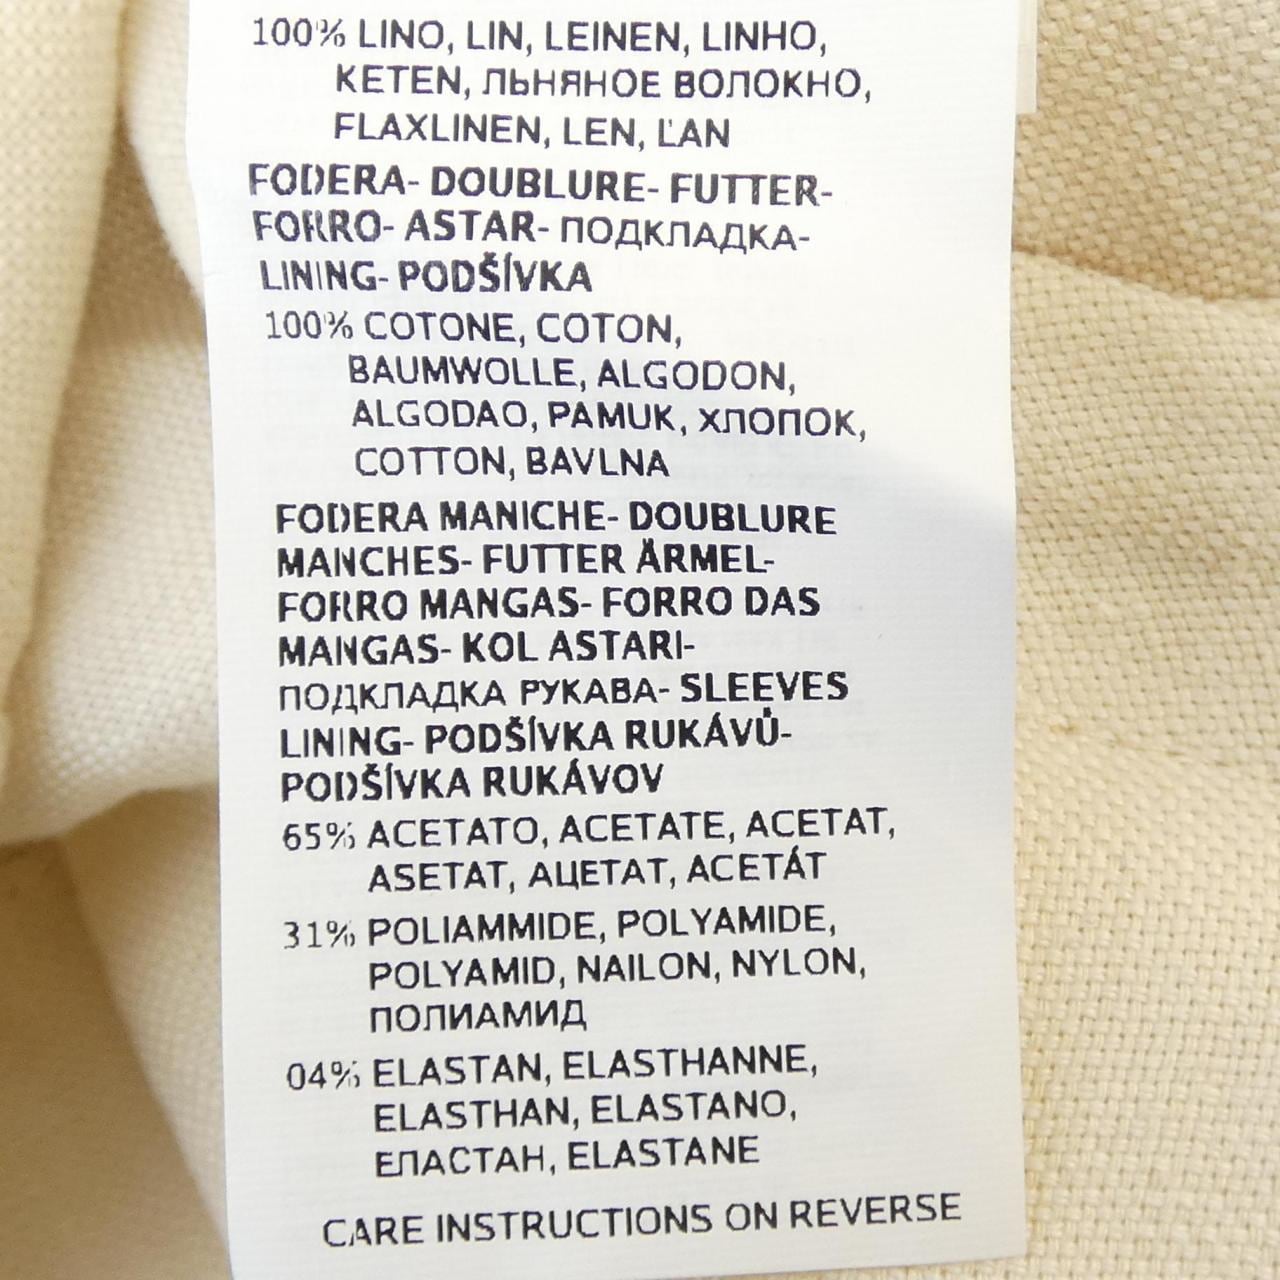 100% LINO, LIN, LEINEN, LINHO,
KETEN, ЛЬНЯНОЕ ВОЛОКНО,
FLAXLINEN, LEN, ĽAN
FODERA- DOUBLURE- FUTTER-
FORRO- ASTAR- ПОДКЛАДКА-
LINING- PODŠÍVKA
100% COTONE, COTON,
BAUMWOLLE, ALGODON,
ALGODAO, PAMUK, ХЛОПОК,
COTTON, BAVLNA
FODERA MANICHE- DOUBLURE
MANCHES- FUTTER ÄRMEL-
FORRO MANGAS- FORRO DAS
MANGAS- KOL ASTARI-
ПОДКЛАДКА РУКАВА- SLEEVES
LINING- PODŠÍVKA RUKÁVŮ-
PODŠÍVKA RUKÁVOV
65% ACETATO, ACETATE, ACETAT,
ASETAT, АЦЕТАТ, ACETÁT
31% POLIAMMIDE, POLYAMIDE,
POLYAMID, NAILON, NYLON,
ПОЛИАМИД
04% ELASTAN, ELASTHANNE,
ELASTHAN, ELASTANO,
ЕЛАСТАН, ELASTANE
CARE INSTRUCTIONS ON REVERSE